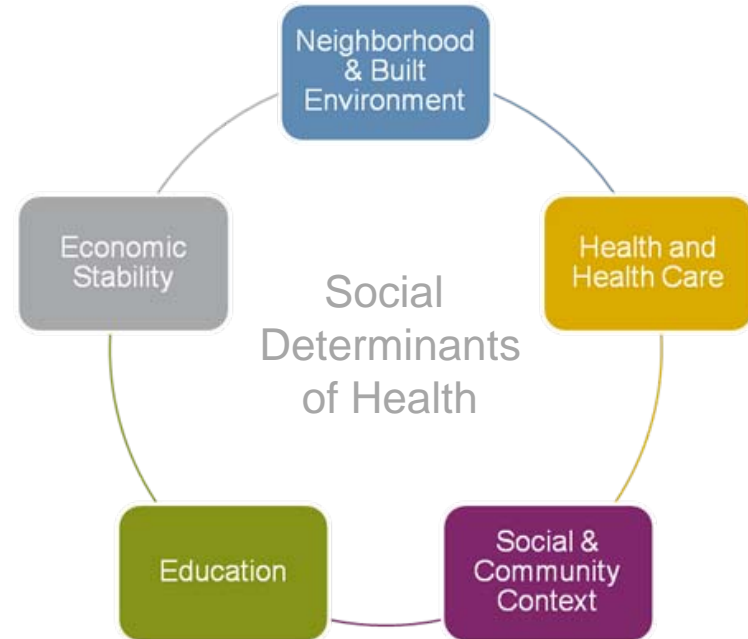 Neighborhood
& Built
Environment
Economic
Stability
Health and
Health Care
Social
Determinants
of Health
Education
Social &
Community
Context